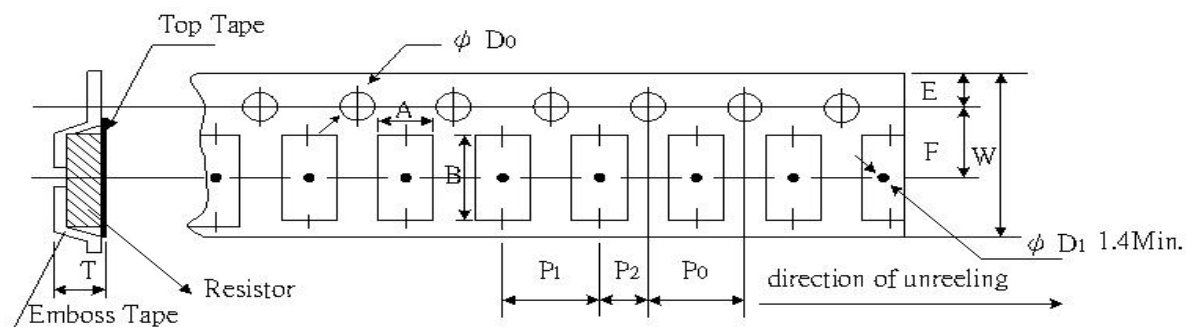 Top Tape
φ D0
E
A
F
W
B
φ D1 1.4Min.
T
P1
P2
P0
direction of unreeling
Resistor
Emboss Tape